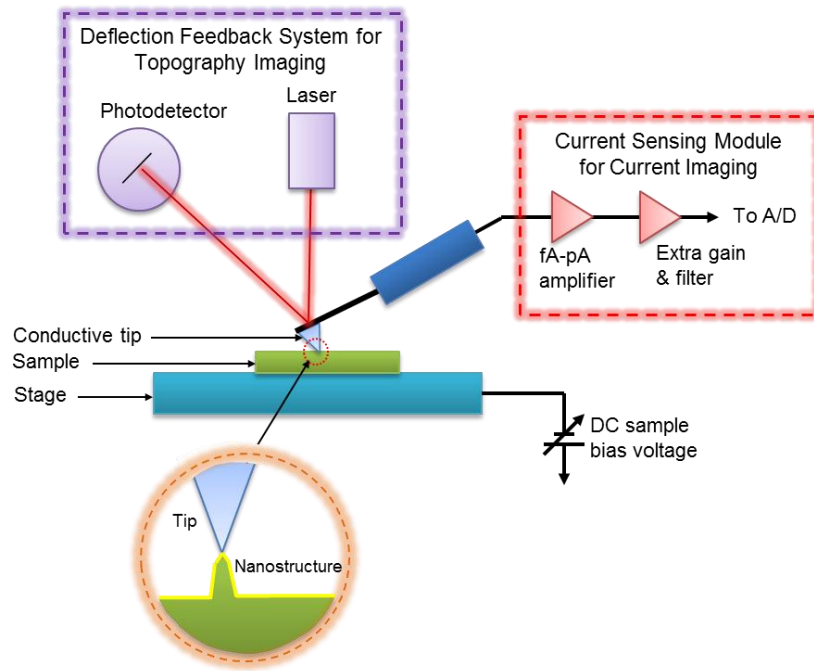 Deflection Feedback System for
Topography Imaging
Laser
Photodetector
Current Sensing Module
for Current Imaging
To A/D
fA-pA
amplifier
Extra gain
& filter
Conductive tip
Sample
Stage
DC sample
bias voltage
Tip
Nanostructure